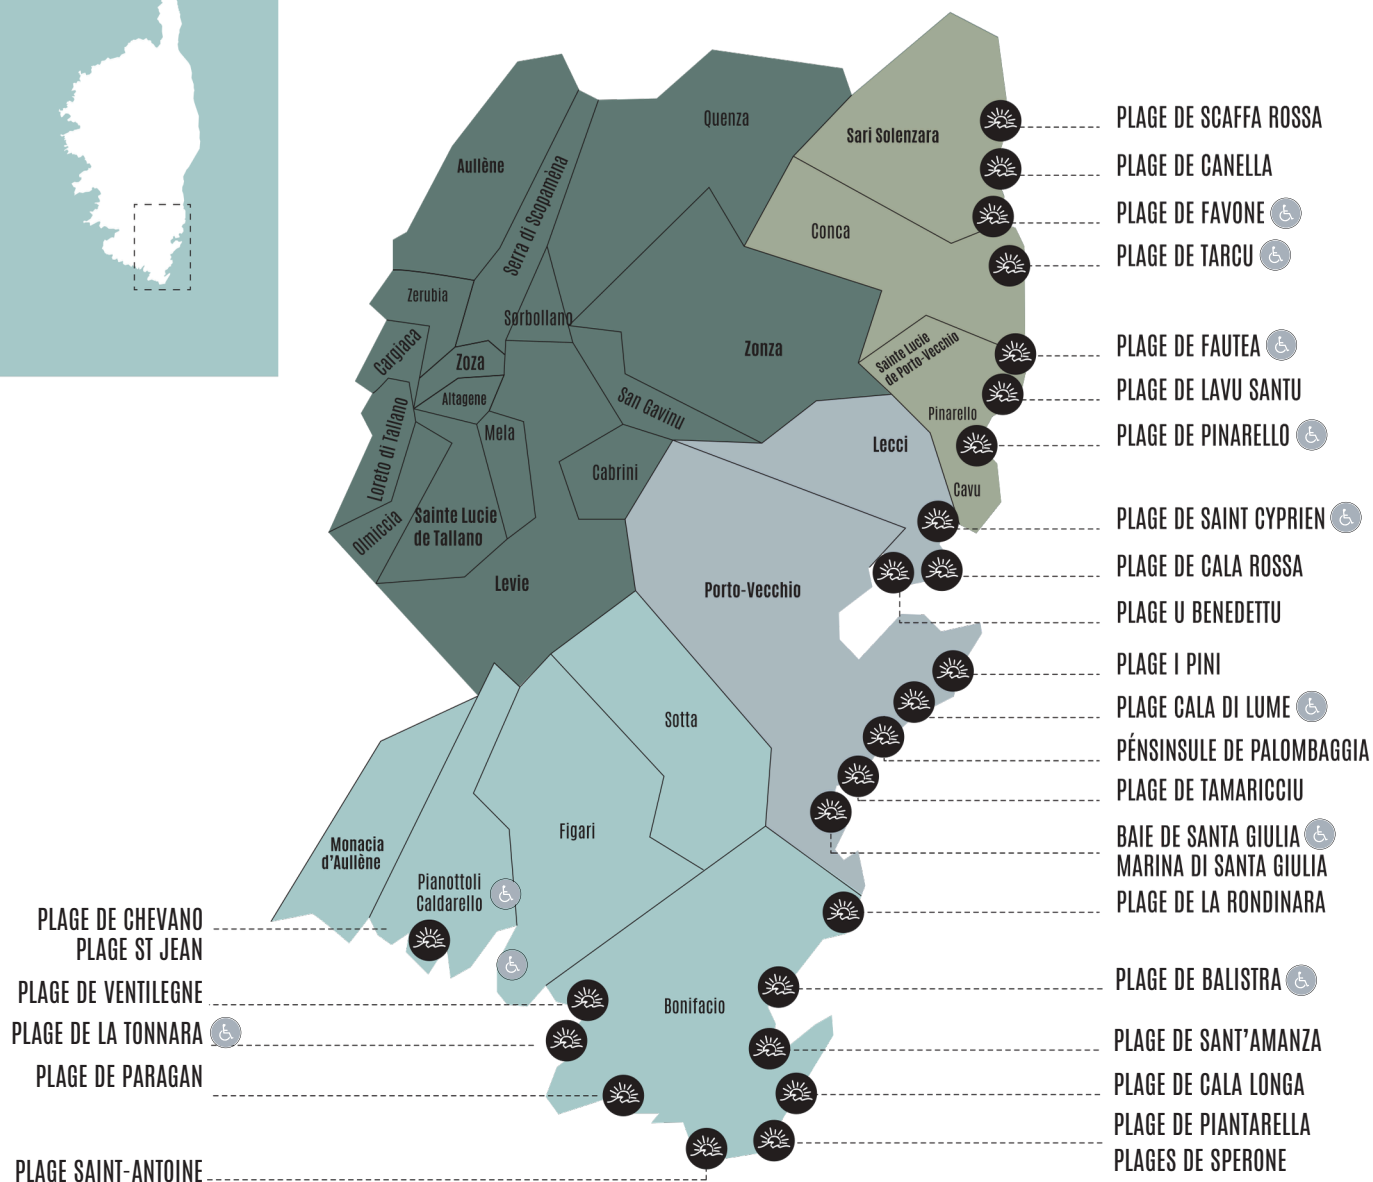 Quenza
Sari Solenzara
Aullène
Serra di Scopamèna
Conca
Zerubia
Sorbollano
Cargiaca
Zoza
Zonza
Sainte Lucie
de Porto-Vecchio
Altagene
San Gavinu
Pinarello
Loreto di Tallano
Mela
Lecci
Cabrini
Cavu
Olmiccia
Sainte Lucie
de Tallano
Levie
Porto-Vecchio
Sotta
Figari
Monacia
d'Aullène
Pianottoli
Caldarello
Bonifacio
PLAGE DE SCAFFA ROSSA
PLAGE DE CANELLA
PLAGE DE FAVONE
PLAGE DE TARCU
PLAGE DE FAUTEA
PLAGE DE LAVU SANTU
PLAGE DE PINARELLO
PLAGE DE SAINT CYPRIEN
PLAGE DE CALA ROSSA
PLAGE U BENEDETTU
PLAGE I PINI
PLAGE CALA DI LUME
PÉNSINSULE DE PALOMBAGGIA
PLAGE DE TAMARICCIU
BAIE DE SANTA GIULIA
MARINA DI SANTA GIULIA
PLAGE DE LA RONDINARA
PLAGE DE BALISTRA
PLAGE DE SANT'AMANZA
PLAGE DE CALA LONGA
PLAGE DE PIANTARELLA
PLAGES DE SPERONE
PLAGE DE CHEVANO
PLAGE ST JEAN
PLAGE DE VENTILEGNE
PLAGE DE LA TONNARA
PLAGE DE PARAGAN
PLAGE SAINT-ANTOINE